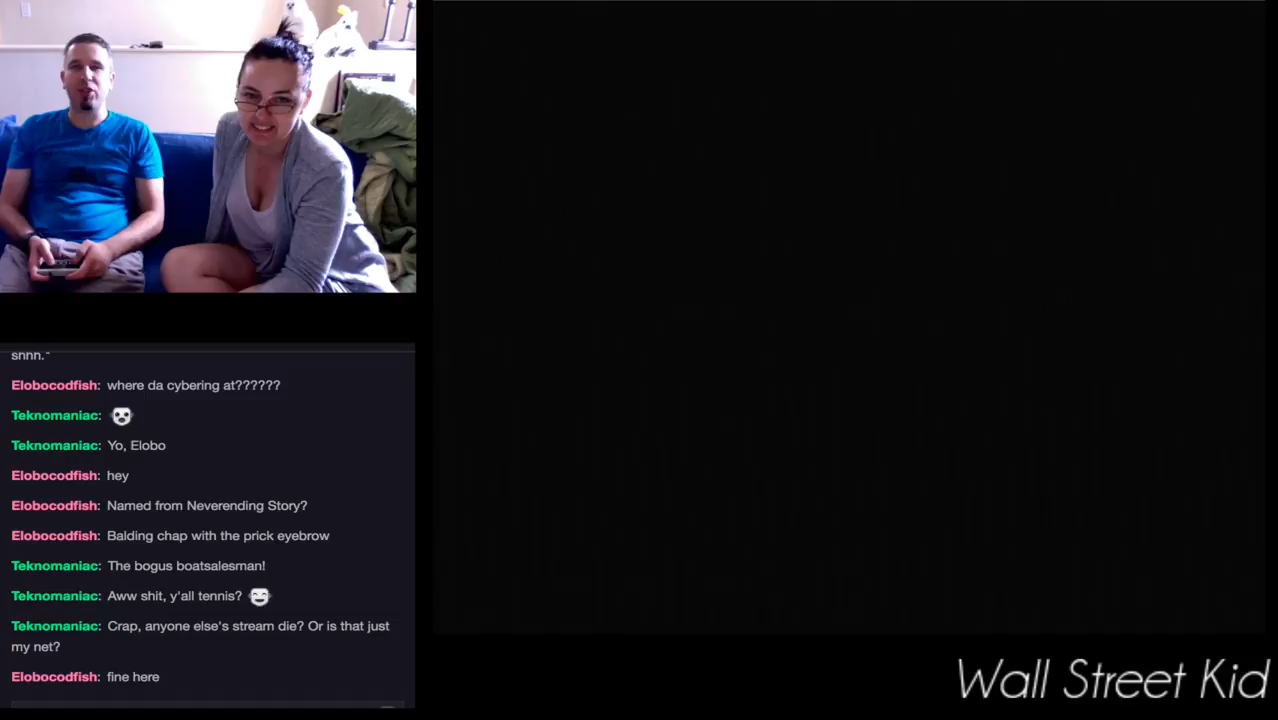 snnn."
Elobocodfish: where da cybering at??????
Teknomaniac:
Teknomaniac: Yo, Elobo
Elobocodfish: hey
Elobocodfish: Named from Neverending Story?
Elobocodfish: Balding chap with the prick eyebrow
Teknomaniac: The bogus boatsalesman!
Teknomaniac: Aww shit, y'all tennis?
Teknomaniac: Crap, anyone else's stream die? Or is that just
my net?
Elobocodfish: fine here
Wall Street Kid